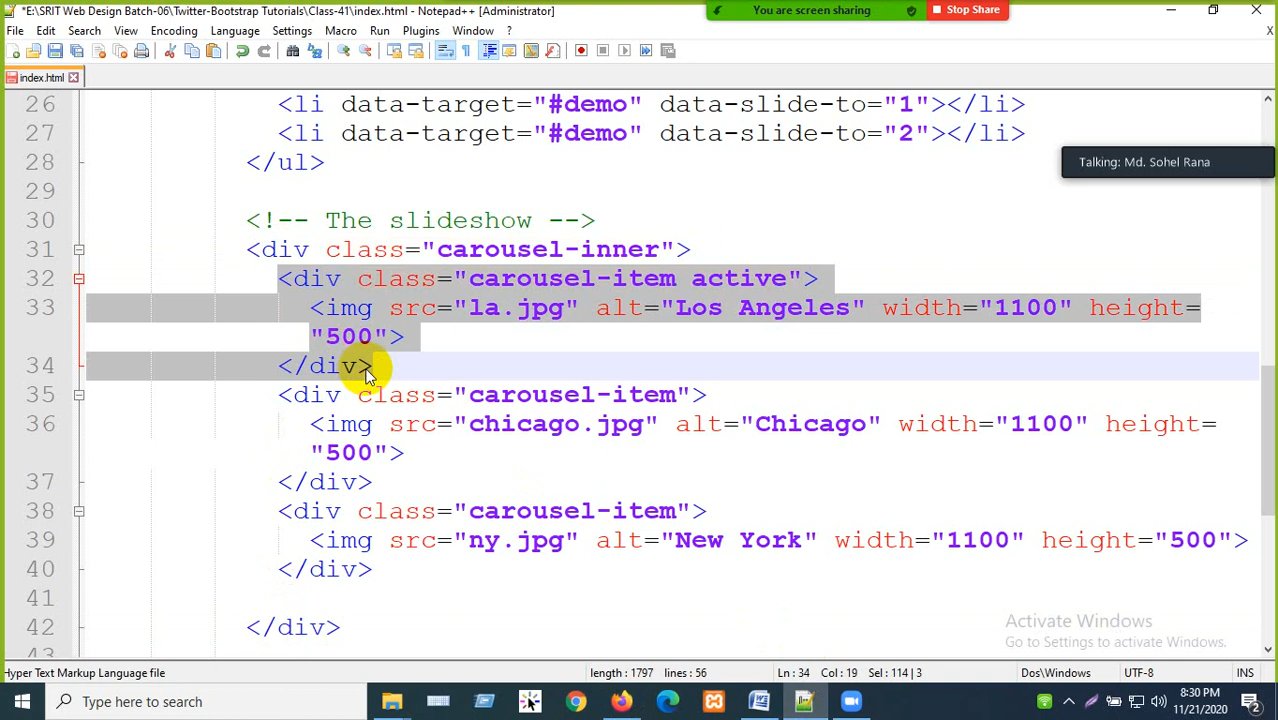 *E:\SRIT Web Design Batch-06\Twitter-Bootstrap Tutorials\Class-41\index.html - Notepad++ [Administrator]
You are screen sharing
Stop Share
File Edit Search View Encoding Language Settings Macro Run Plugins Window ?
X
index.html
26 <li data-target="#demo" data-slide-to="1"></li>
27 <li data-target="#demo" data-slide-to="2"></li>
28 </ul>
Talking: Md. Sohel Rana
29
30 <!-- The slideshow -->
31 <div class="carousel-inner">
32 <div class="carousel-item active">
33 <img src="la.jpg" alt="Los Angeles" width="1100" height=
"500">
34 </div>
35 <div class="carousel-item">
36 <img src="chicago.jpg" alt="Chicago" width="1100" height=
"500">
37 </div>
38 <div class="carousel-item">
39 <img src="ny.jpg" alt="New York" width="1100" height="500">
40 </div>
41
42 </div>
43
Activate Windows
Go to Settings to activate Windows.
Hyper Text Markup Language file length : 1797 lines : 56 Ln : 34 Col : 19 Sel : 114 | 3 Dos\Windows UTF-8 INS
Type here to search
8:30 PM
11/21/2020
2